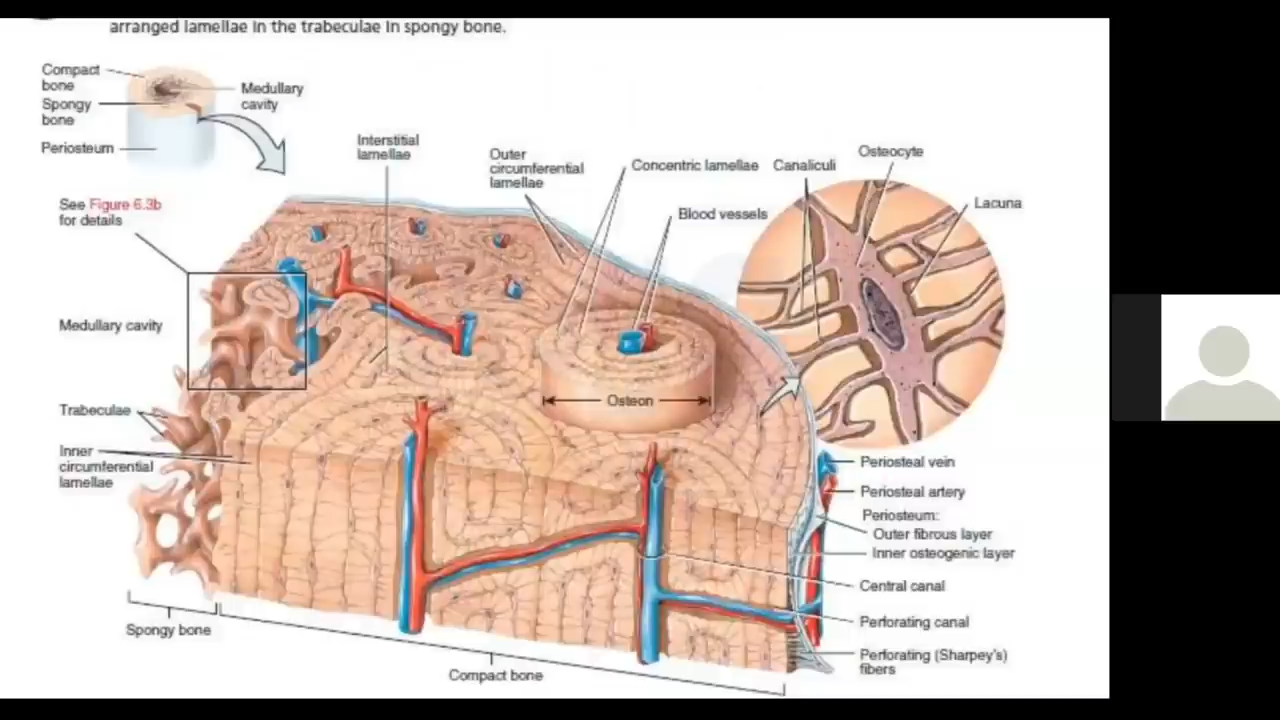 arranged lamellae in the trabeculae in spongy bone.
Compact
bone
Spongy
bone
Periosteum
Medullary
cavity
Interstitial
lamellae
Outer
circumferential
lamellae
Concentric lamellae
Canaliculi
Osteocyte
Lacuna
Blood vessels
See Figure 6.3b
for details
Medullary cavity
Trabeculae
Inner
circumferential
lamellae
Osteon
Periosteal vein
Periosteal artery
Periosteum:
Outer fibrous layer
Inner osteogenic layer
Central canal
Perforating canal
Perforating (Sharpey's)
fibers
Spongy bone
Compact bone